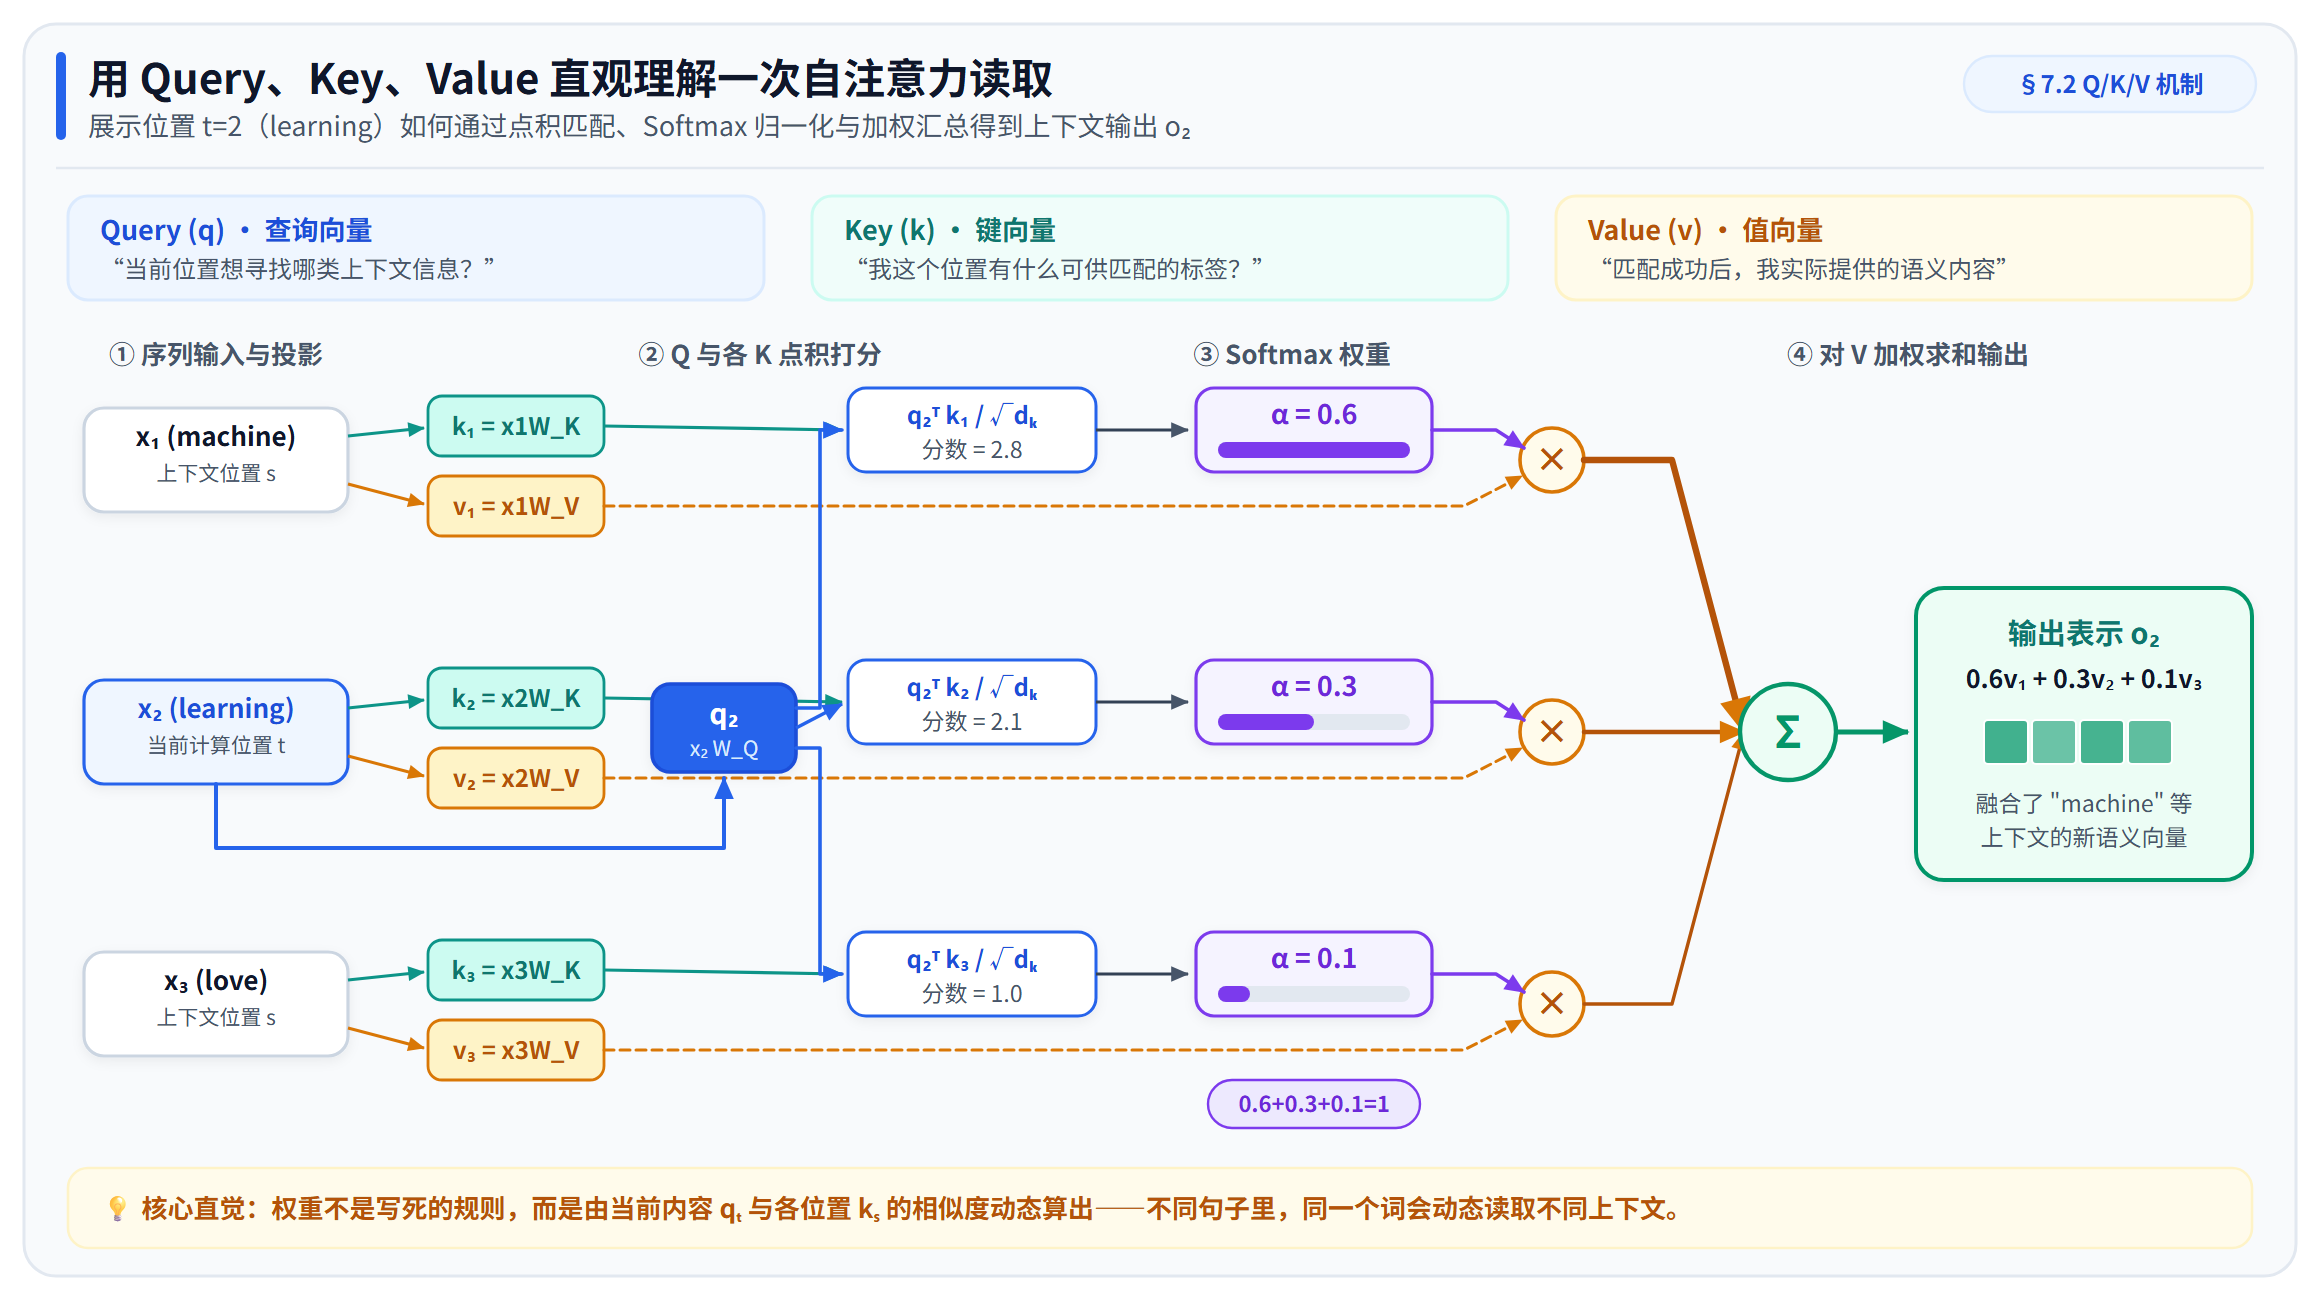 用 Query、Key、Value 直观理解一次自注意力读取
展示位置 t=2（learning）如何通过点积匹配、Softmax 归一化与加权汇总得到上下文输出 o₂
§ 7.2 Q/K/V 机制
Query (q) · 查询向量
“当前位置想寻找哪类上下文信息？”
Key (k) · 键向量
“我这个位置有什么可供匹配的标签？”
Value (v) · 值向量
“匹配成功后，我实际提供的语义内容”
① 序列输入与投影
② Q 与各 K 点积打分
③ Softmax 权重
④ 对 V 加权求和输出
x₁ (machine)
上下文位置 s
k₁ = x1W_K
v₁ = x1W_V
q₂ᵀ k₁ / √d_k
分数 = 2.8
α = 0.6
×
x₂ (learning)
当前计算位置 t
k₂ = x2W_K
v₂ = x2W_V
q₂
x₂ W_Q
q₂ᵀ k₂ / √d_k
分数 = 2.1
α = 0.3
×
Σ
输出表示 o₂
0.6v₁ + 0.3v₂ + 0.1v₃
融合了 "machine" 等
上下文的新语义向量
x₃ (love)
上下文位置 s
k₃ = x3W_K
v₃ = x3W_V
q₂ᵀ k₃ / √d_k
分数 = 1.0
α = 0.1
×
0.6+0.3+0.1=1
💡 核心直觉：权重不是写死的规则，而是由当前内容 qₜ 与各位置 kₛ 的相似度动态算出——不同句子里，同一个词会动态读取不同上下文。